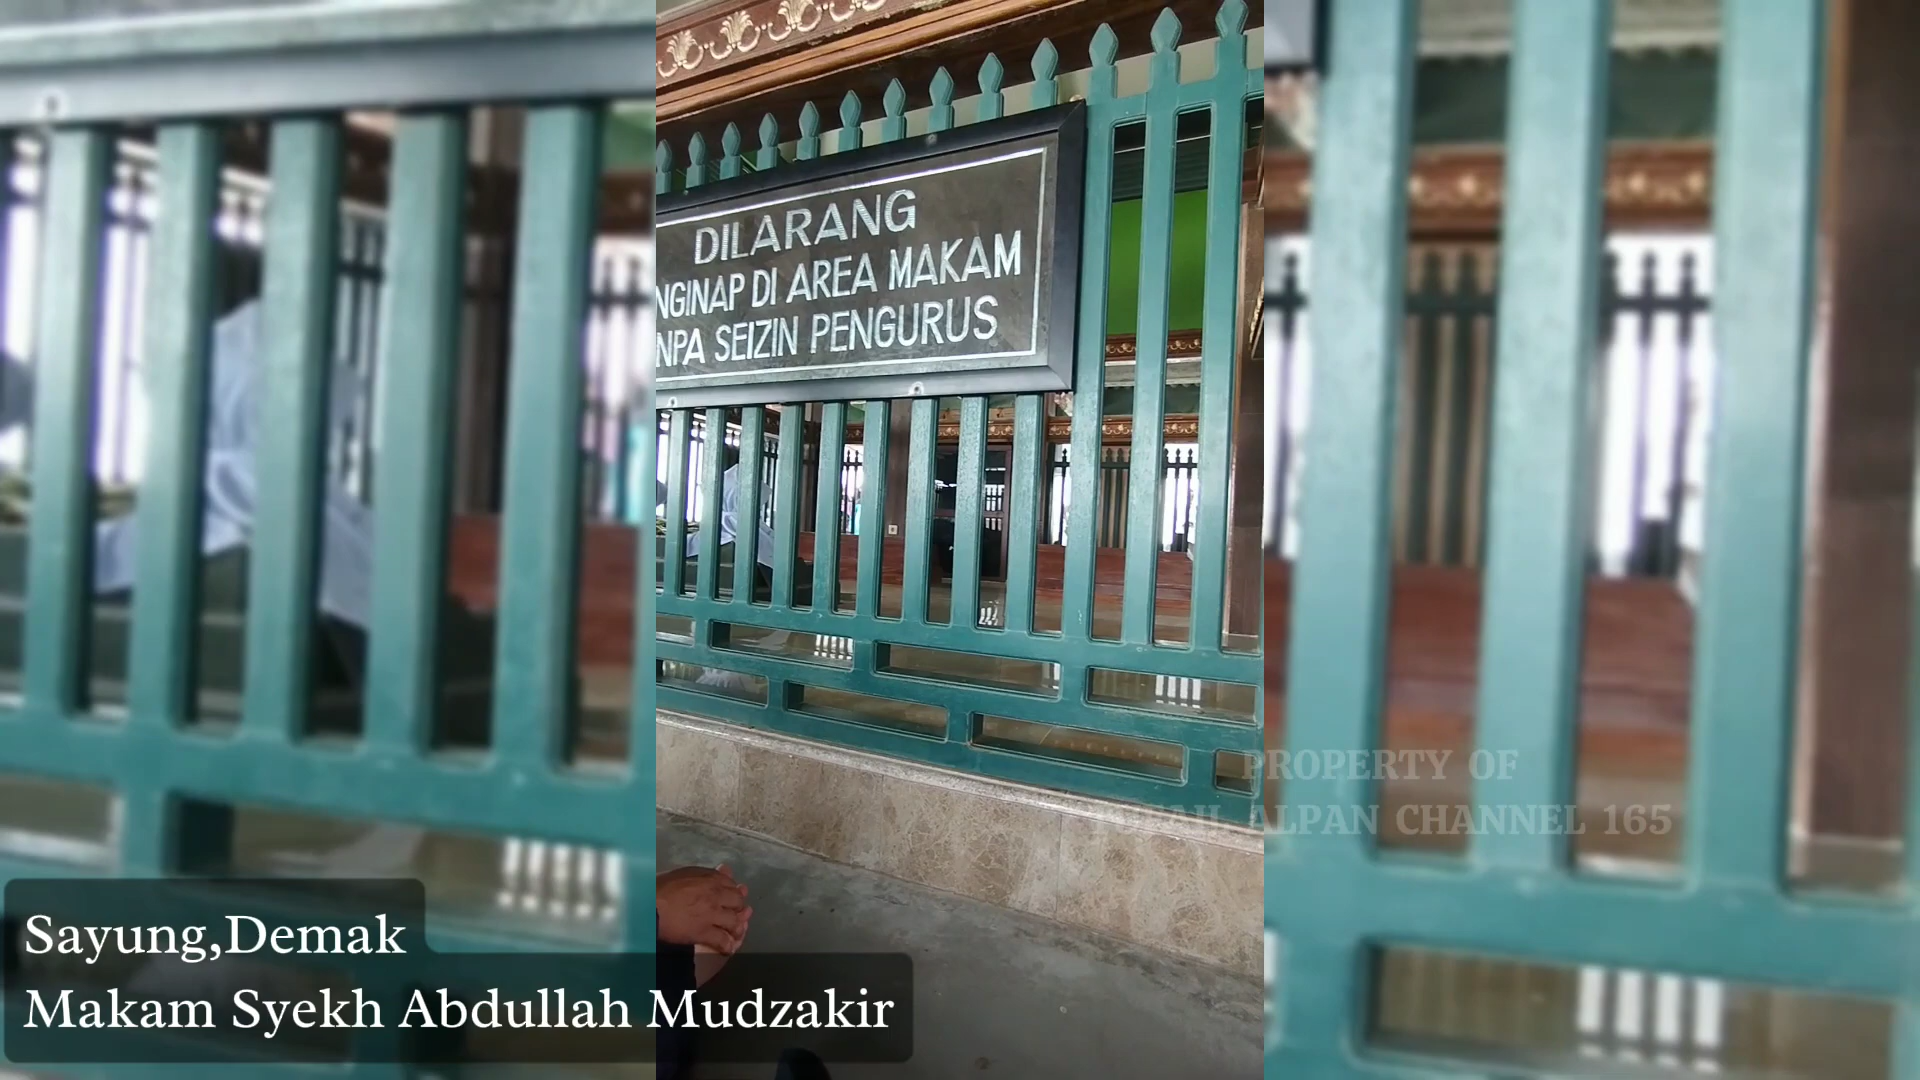 DILARANG
NGINAP DI AREA MAKAM
NPA SEIZIN PENGURUS
PROPERTY OF
ALPAN CHANNEL 165
Sayung,Demak
Makam Syekh Abdullah Mudzakir